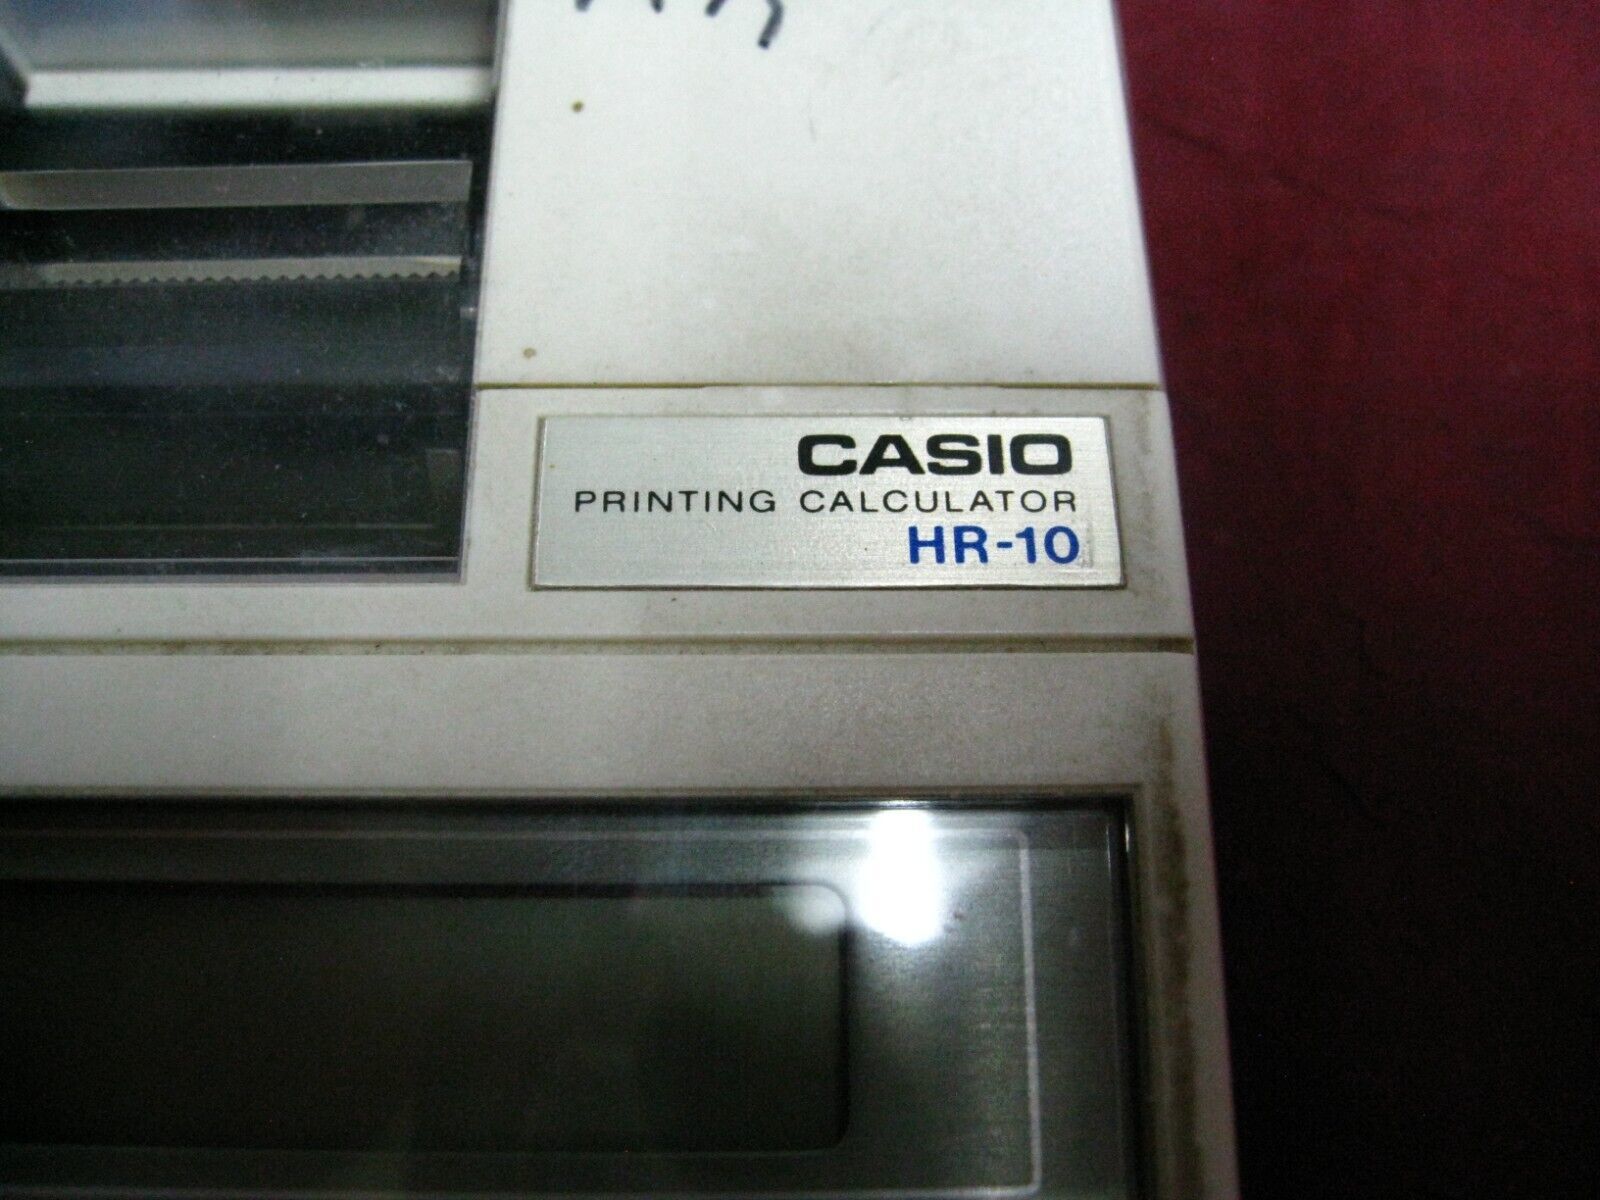 CASIO
PRINTING CALCULATOR
HR-10